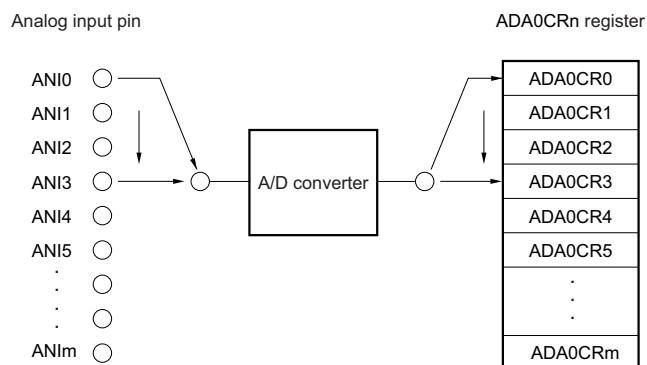 Analog input pin
ADA0CRn register
ANI0
ANI1
ANI2
ANI3
ANI4
ANI5
.
.
.
.
ANIm
A/D converter
ADA0CR0
ADA0CR1
ADA0CR2
ADA0CR3
ADA0CR4
ADA0CR5
.
.
.
ADA0CRm